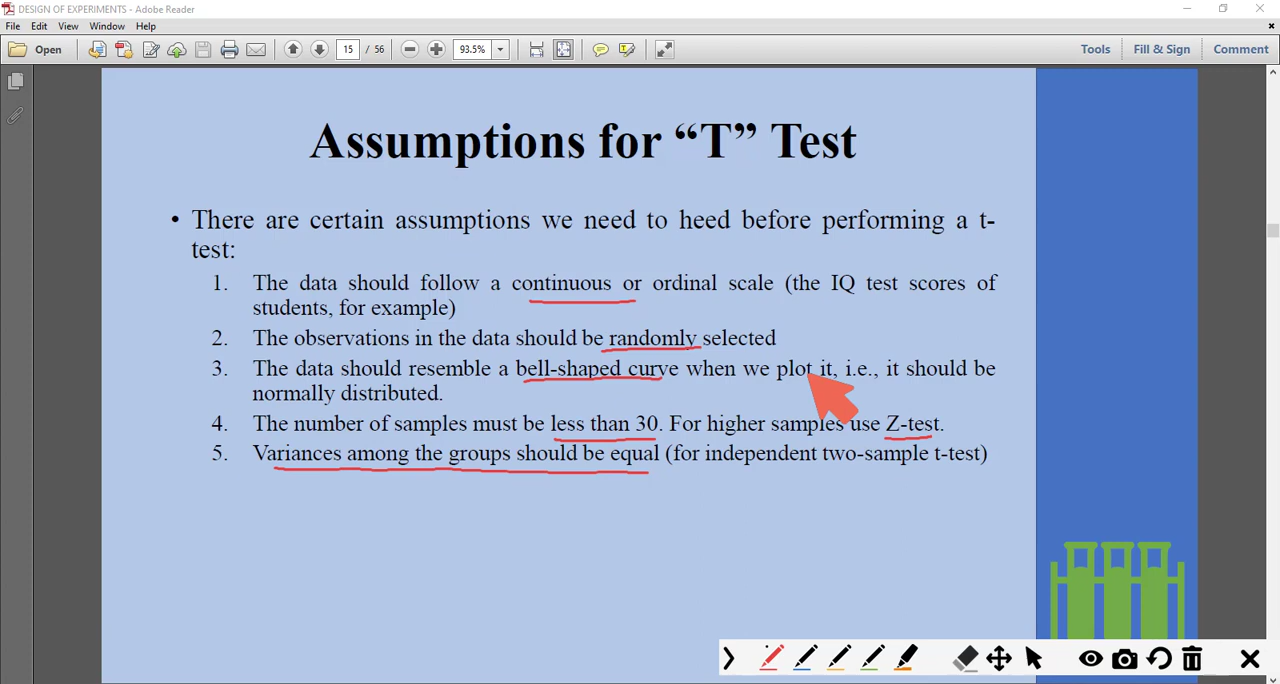 DESIGN OF EXPERIMENTS - Adobe Reader
File Edit View Window Help
Open 15 / 56 93.5% Tools Fill & Sign Comment
Assumptions for “T” Test
• There are certain assumptions we need to heed before performing a t-
test:
1. The data should follow a continuous or ordinal scale (the IQ test scores of
students, for example)
2. The observations in the data should be randomly selected
3. The data should resemble a bell-shaped curve when we plot it, i.e., it should be
normally distributed.
4. The number of samples must be less than 30. For higher samples use Z-test.
5. Variances among the groups should be equal (for independent two-sample t-test)